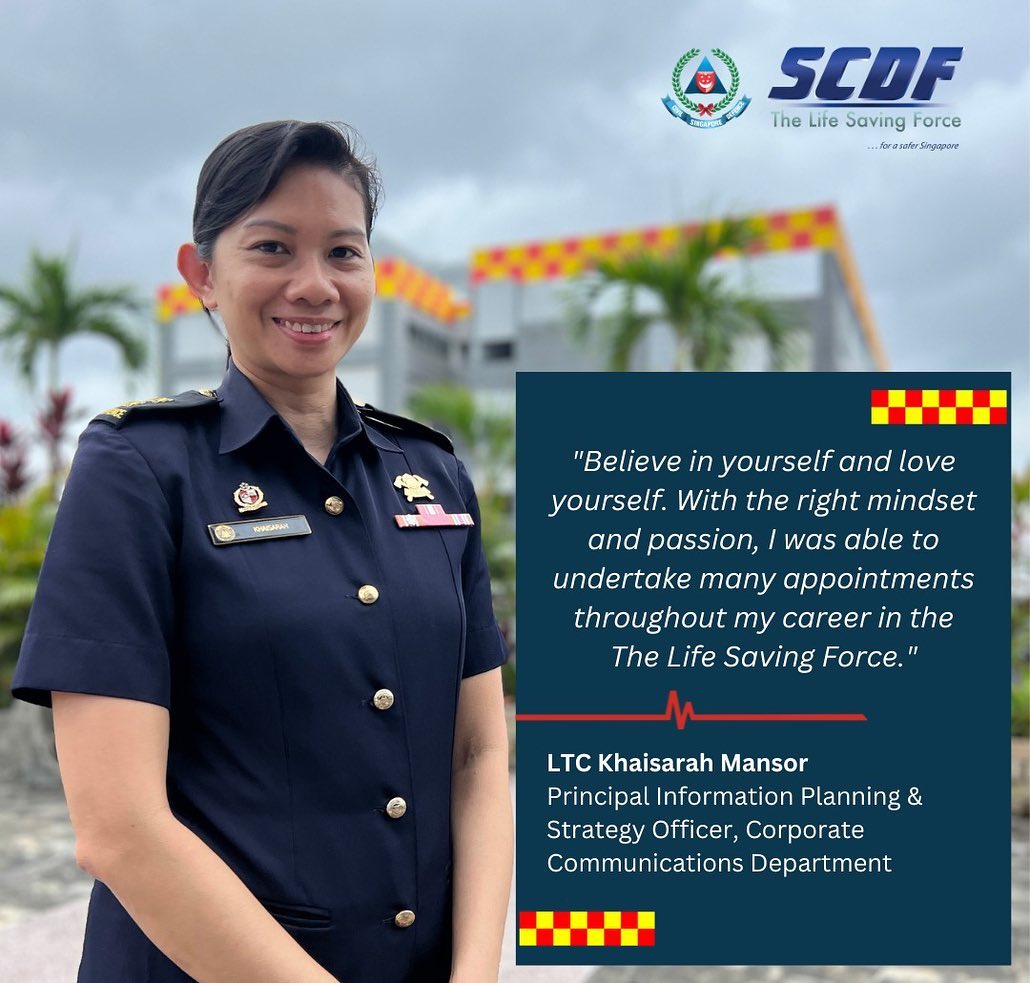 SCDF
The Life Saving Force
...for a safer Singapore
CIVIL SINGAPORE DEFENCE
KHAISARAH
"Believe in yourself and love
yourself. With the right mindset
and passion, I was able to
undertake many appointments
throughout my career in the
The Life Saving Force."
LTC Khaisarah Mansor
Principal Information Planning &
Strategy Officer, Corporate
Communications Department